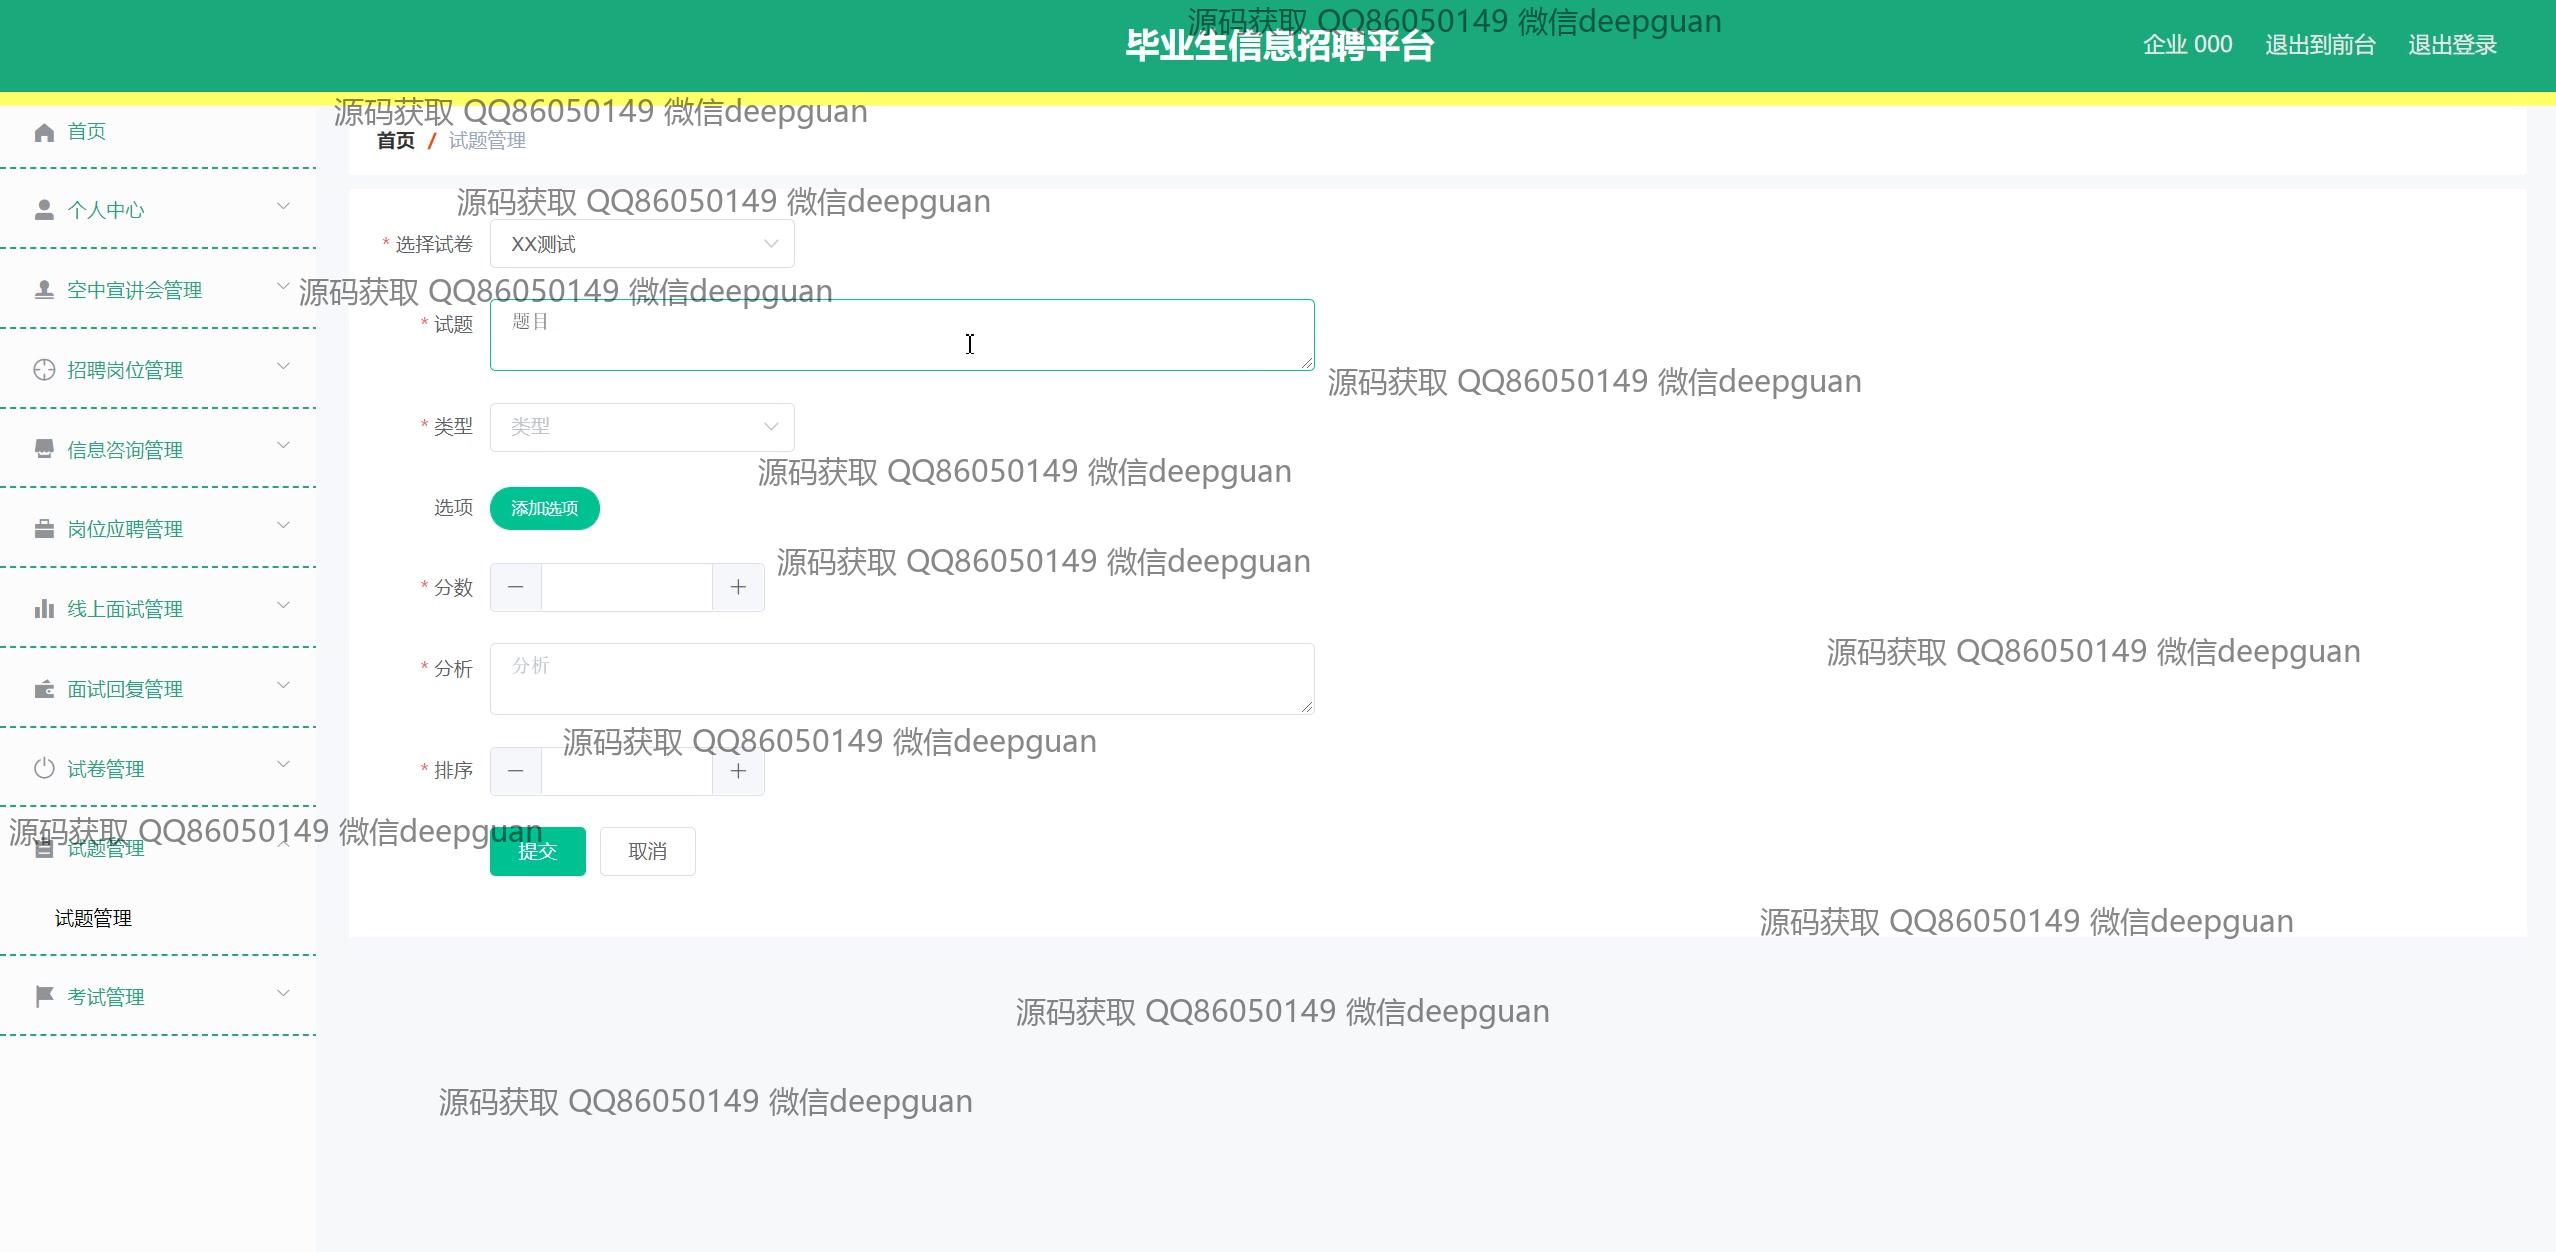 源码获取 QQ86050149 微信deepguan
毕业生信息招聘平台
企业 000
退出到前台
退出登录
源码获取 QQ86050149 微信deepguan
首页
首页 / 试题管理
源码获取 QQ86050149 微信deepguan
个人中心
* 选择试卷
XX测试
空中宣讲会管理
源码获取 QQ86050149 微信deepguan
* 试题
题目
招聘岗位管理
源码获取 QQ86050149 微信deepguan
* 类型
类型
信息咨询管理
源码获取 QQ86050149 微信deepguan
选项
添加选项
岗位应聘管理
源码获取 QQ86050149 微信deepguan
* 分数
线上面试管理
源码获取 QQ86050149 微信deepguan
* 分析
分析
面试回复管理
源码获取 QQ86050149 微信deepguan
* 排序
试卷管理
源码获取 QQ86050149 微信deepguan
试题管理
提交
取消
试题管理
源码获取 QQ86050149 微信deepguan
考试管理
源码获取 QQ86050149 微信deepguan
源码获取 QQ86050149 微信deepguan